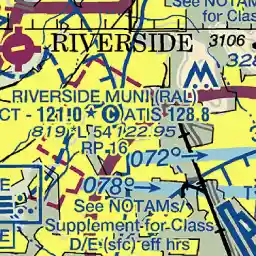 See NOTAMs
for Class
RIVERSIDE
3106
RIVERSIDE MUNI (RAL)
CT - 121.0 ★ C ATIS 128.8
819 *L 54 122.95
RP 16
072°
078°
See NOTAMs/
Supplement for Class
D/E (sfc) eff hrs